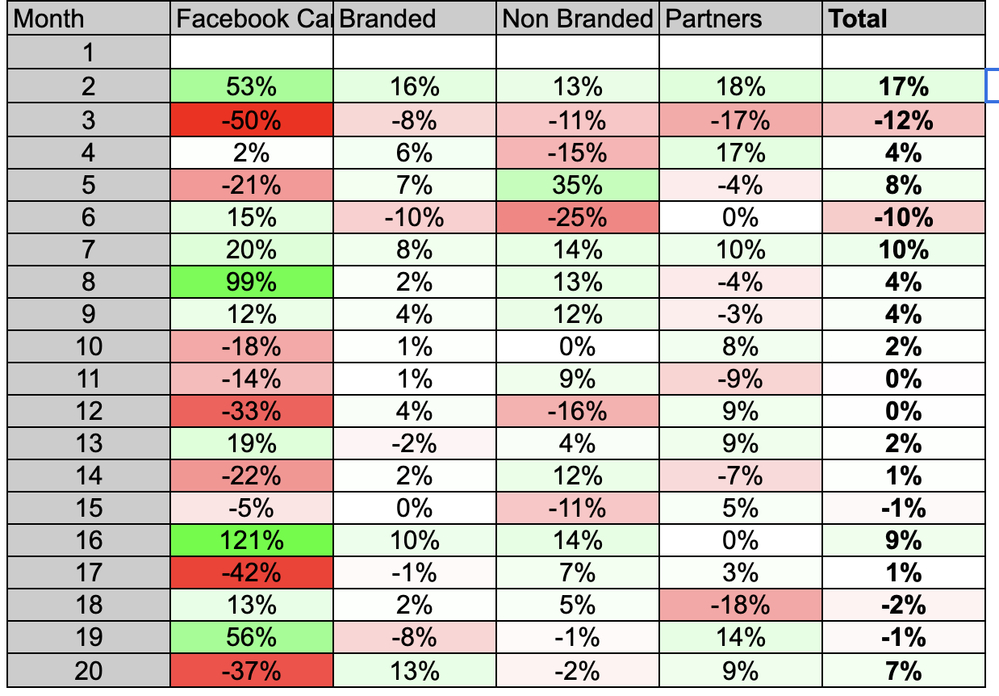 Month Facebook Car Branded Non Branded Partners Total
1
2 53% 16% 13% 18% 17%
3 -50% -8% -11% -17% -12%
4 2% 6% -15% 17% 4%
5 -21% 7% 35% -4% 8%
6 15% -10% -25% 0% -10%
7 20% 8% 14% 10% 10%
8 99% 2% 13% -4% 4%
9 12% 4% 12% -3% 4%
10 -18% 1% 0% 8% 2%
11 -14% 1% 9% -9% 0%
12 -33% 4% -16% 9% 0%
13 19% -2% 4% 9% 2%
14 -22% 2% 12% -7% 1%
15 -5% 0% -11% 5% -1%
16 121% 10% 14% 0% 9%
17 -42% -1% 7% 3% 1%
18 13% 2% 5% -18% -2%
19 56% -8% -1% 14% -1%
20 -37% 13% -2% 9% 7%